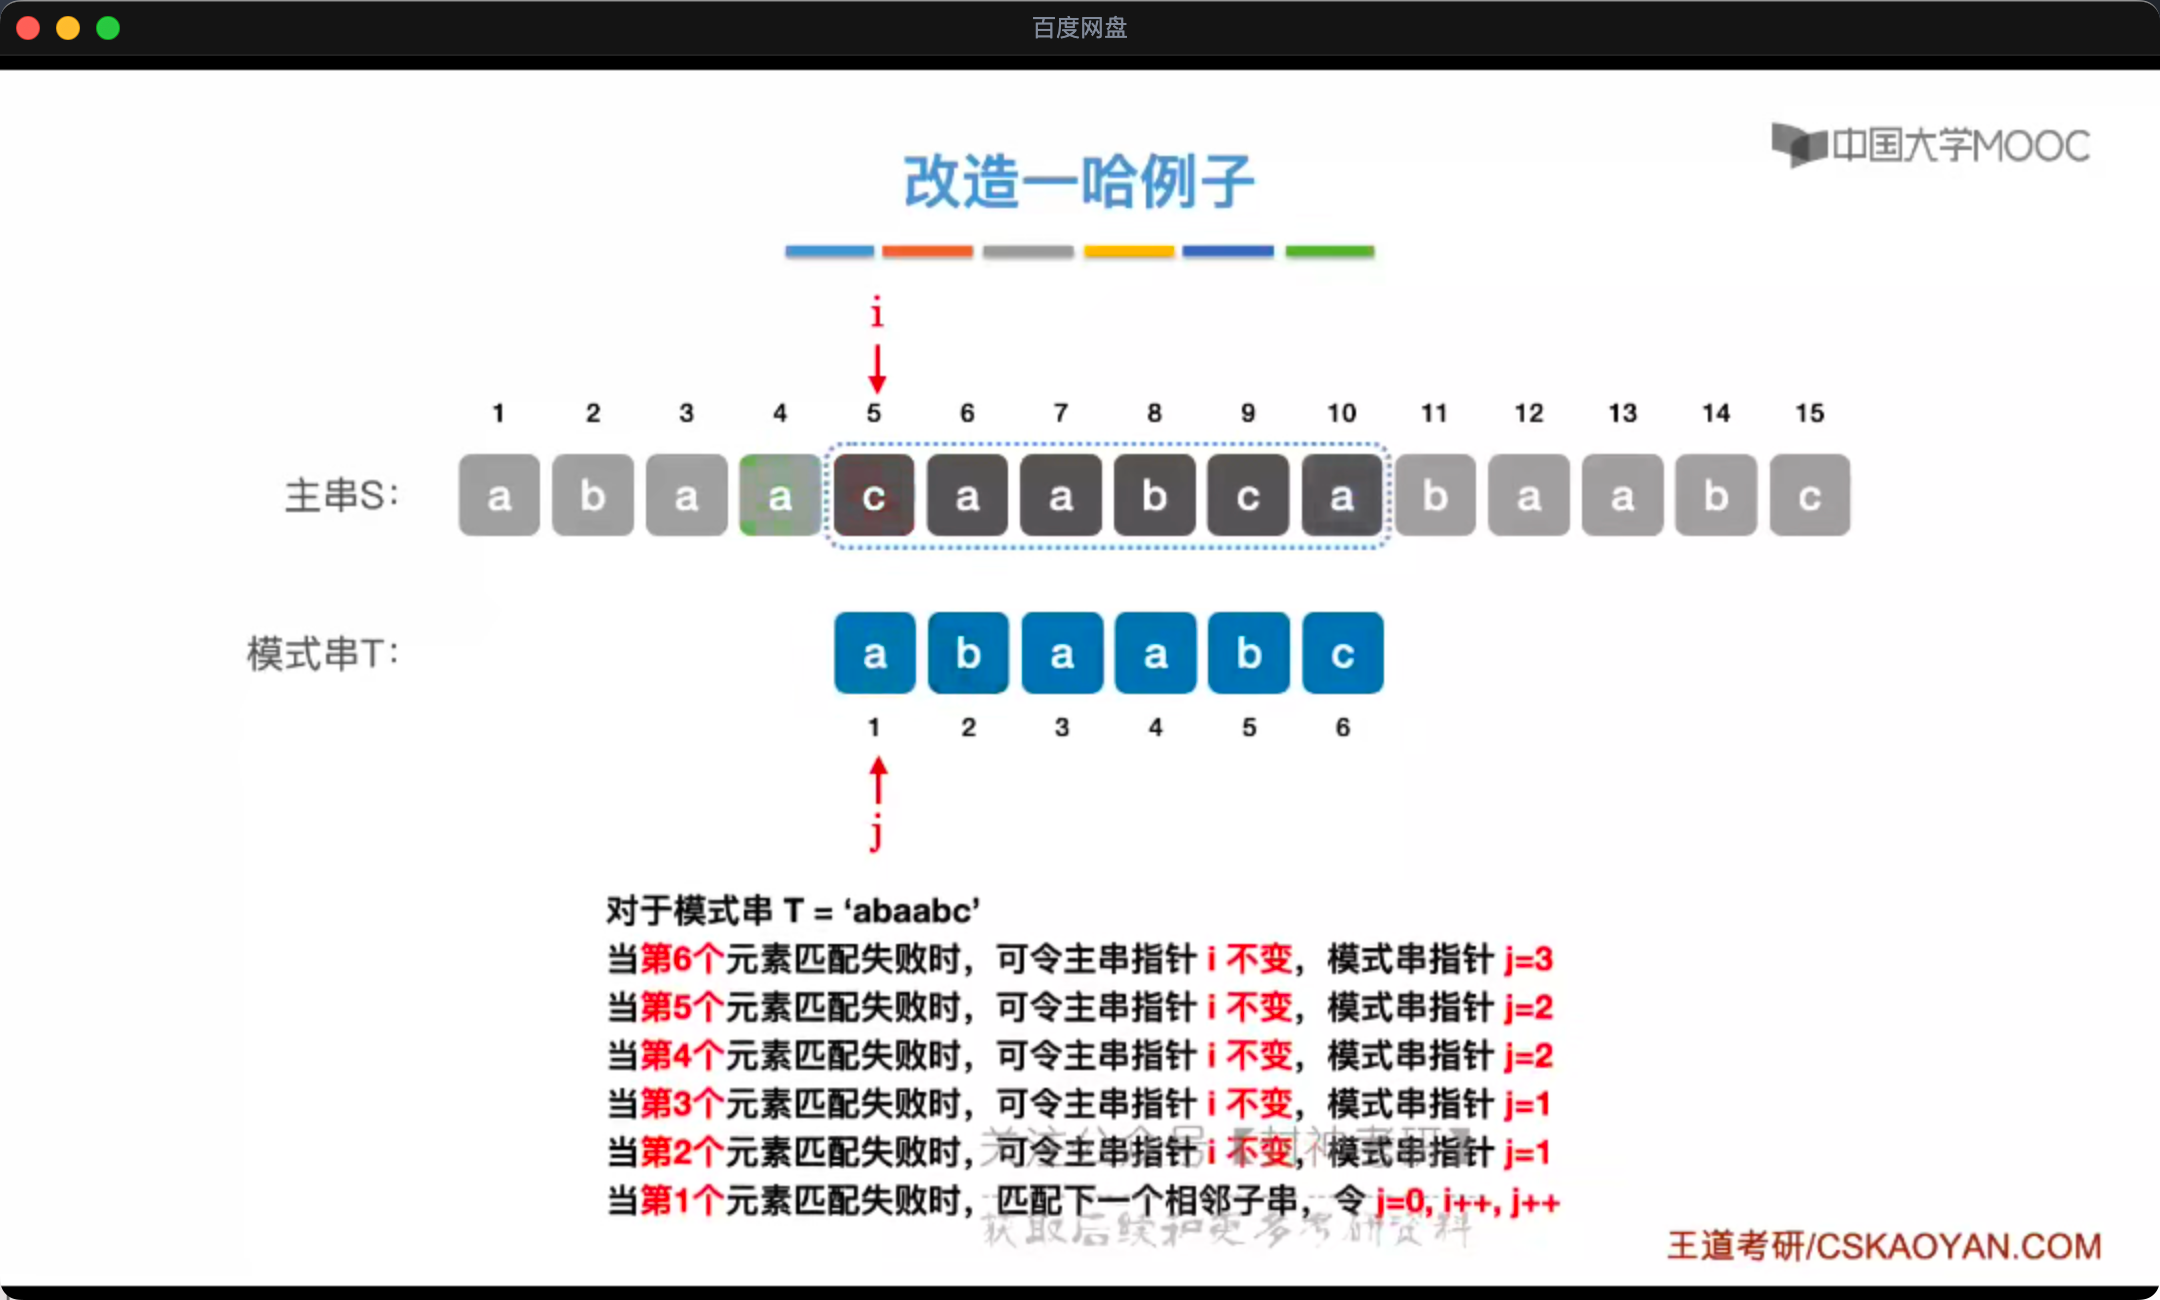 百度网盘
中国大学MOOC
改造一哈例子
i
1 2 3 4 5 6 7 8 9 10 11 12 13 14 15
主串S: a b a a c a a b c a b a a b c
模式串T: a b a a b c
1 2 3 4 5 6
j
对于模式串 T = ‘abaabc’
当第6个元素匹配失败时，可令主串指针 i 不变，模式串指针 j=3
当第5个元素匹配失败时，可令主串指针 i 不变，模式串指针 j=2
当第4个元素匹配失败时，可令主串指针 i 不变，模式串指针 j=2
当第3个元素匹配失败时，可令主串指针 i 不变，模式串指针 j=1
关注公众号【封神考研】
当第2个元素匹配失败时，可令主串指针 i 不变，模式串指针 j=1
当第1个元素匹配失败时，匹配下一个相邻子串，令 j=0, i++, j++
获取后续和更多考研资料
王道考研/CSKAOYAN.COM